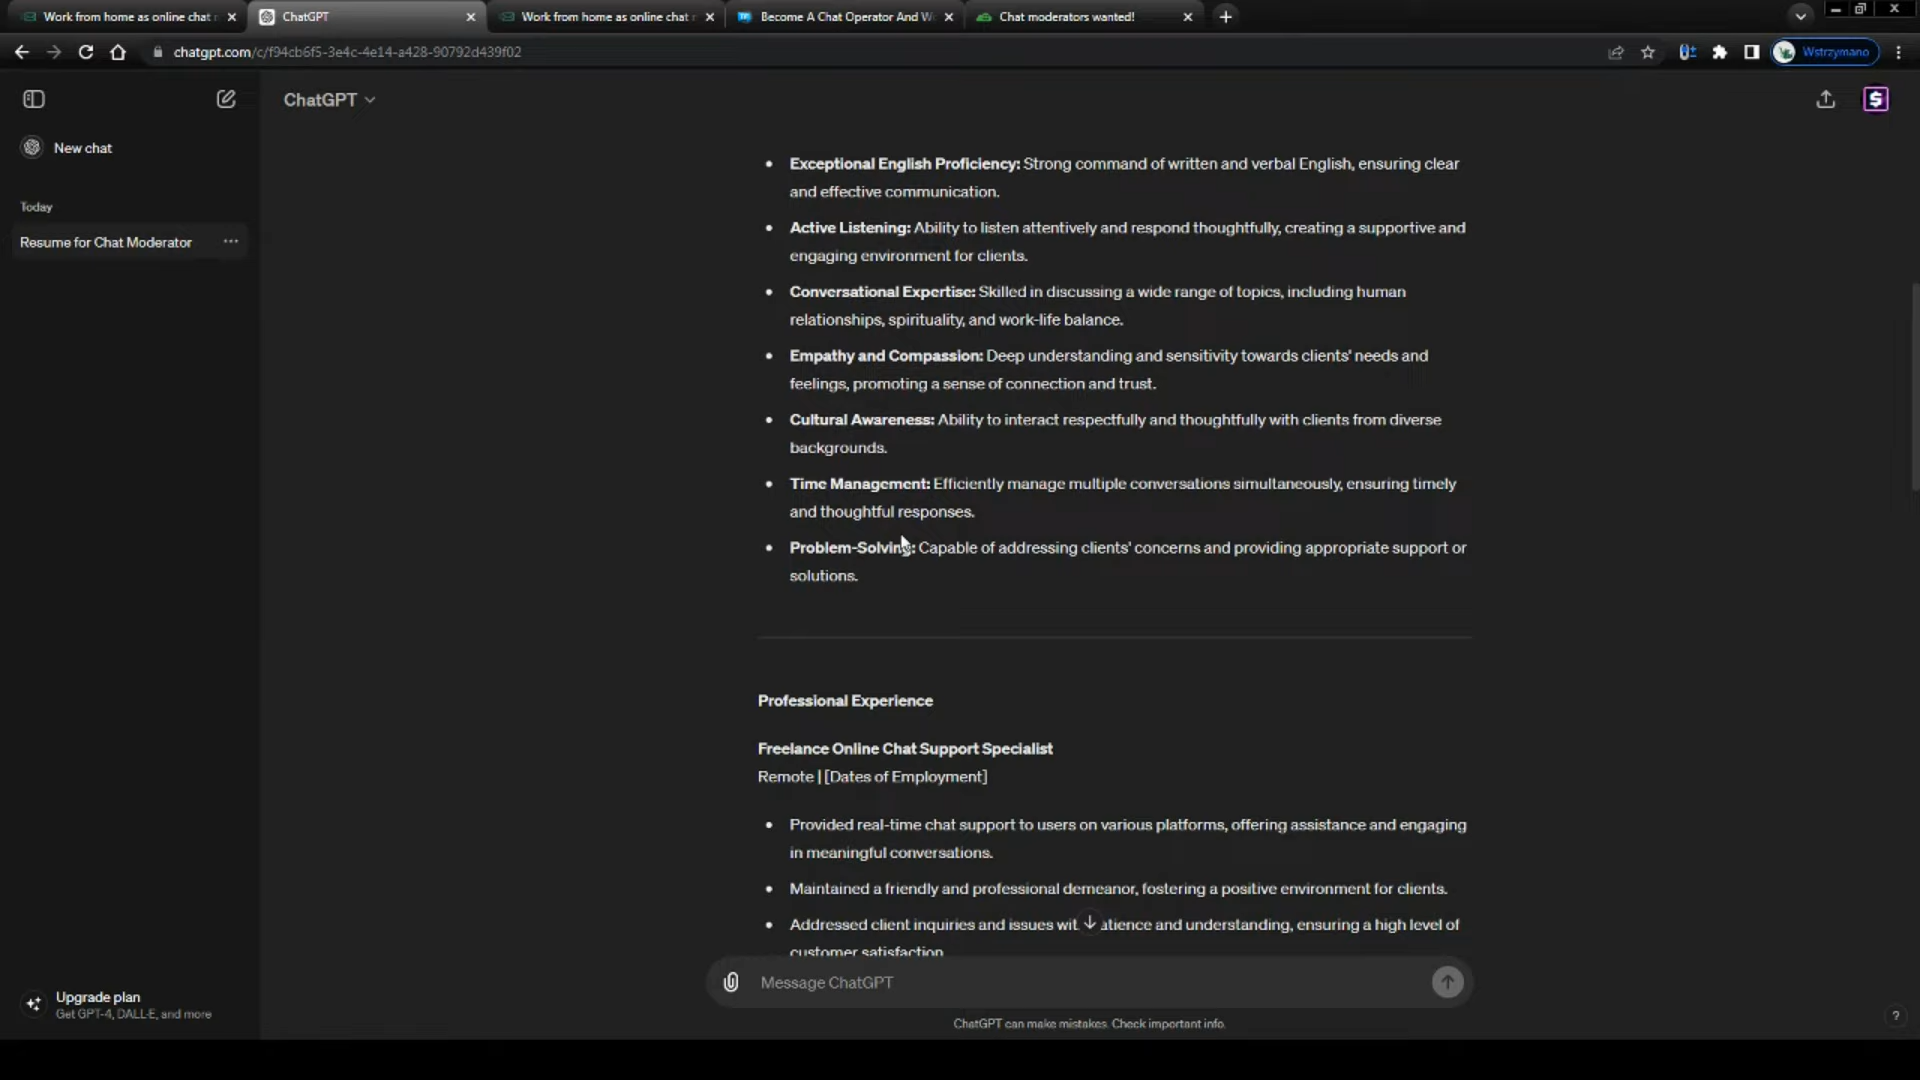 Work from home as online chat
ChatGPT
Work from home as online chat
Become A Chat Operator And W
Chat moderators wanted!
chatgpt.com/c/f94cb6f5-3e4c-4e14-a428-90792d439f02
Wstrzymano
ChatGPT
New chat
Today
Resume for Chat Moderator
Exceptional English Proficiency: Strong command of written and verbal English, ensuring clear
and effective communication.
Active Listening: Ability to listen attentively and respond thoughtfully, creating a supportive and
engaging environment for clients.
Conversational Expertise: Skilled in discussing a wide range of topics, including human
relationships, spirituality, and work-life balance.
Empathy and Compassion: Deep understanding and sensitivity towards clients' needs and
feelings, promoting a sense of connection and trust.
Cultural Awareness: Ability to interact respectfully and thoughtfully with clients from diverse
backgrounds.
Time Management: Efficiently manage multiple conversations simultaneously, ensuring timely
and thoughtful responses.
Problem-Solving: Capable of addressing clients' concerns and providing appropriate support or
solutions.
Professional Experience
Freelance Online Chat Support Specialist
Remote | [Dates of Employment]
Provided real-time chat support to users on various platforms, offering assistance and engaging
in meaningful conversations.
Maintained a friendly and professional demeanor, fostering a positive environment for clients.
Addressed client inquiries and issues with patience and understanding, ensuring a high level of
customer satisfaction
Message ChatGPT
ChatGPT can make mistakes. Check important info.
Upgrade plan
Get GPT-4, DALL·E, and more
?